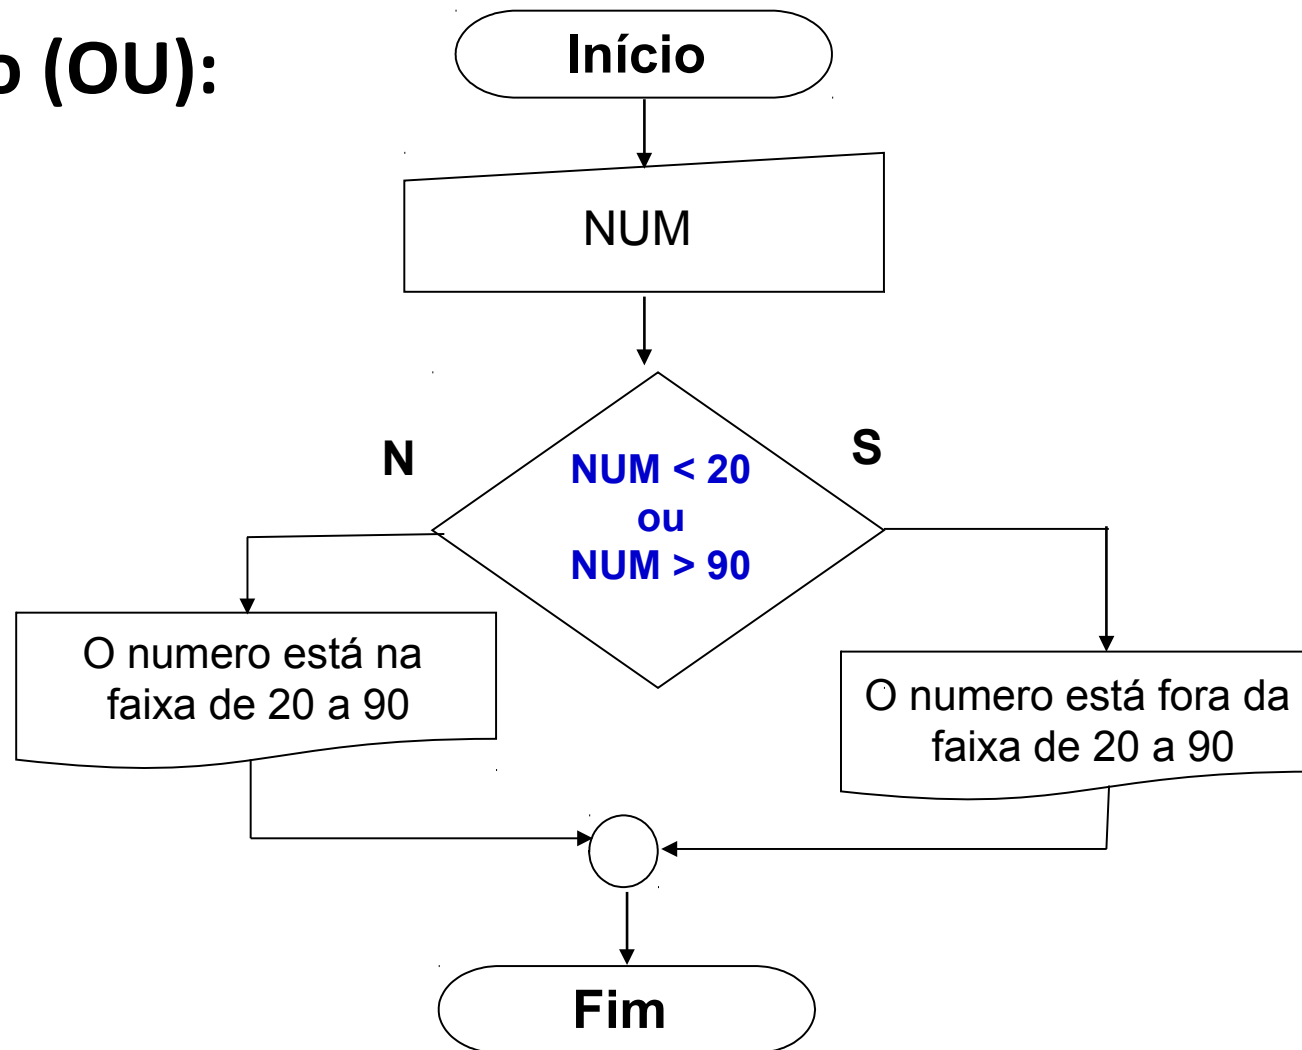 o (OU):
Início
NUM
N
S
NUM < 20
ou
NUM > 90
O numero está na
faixa de 20 a 90
O numero está fora da
faixa de 20 a 90
Fim